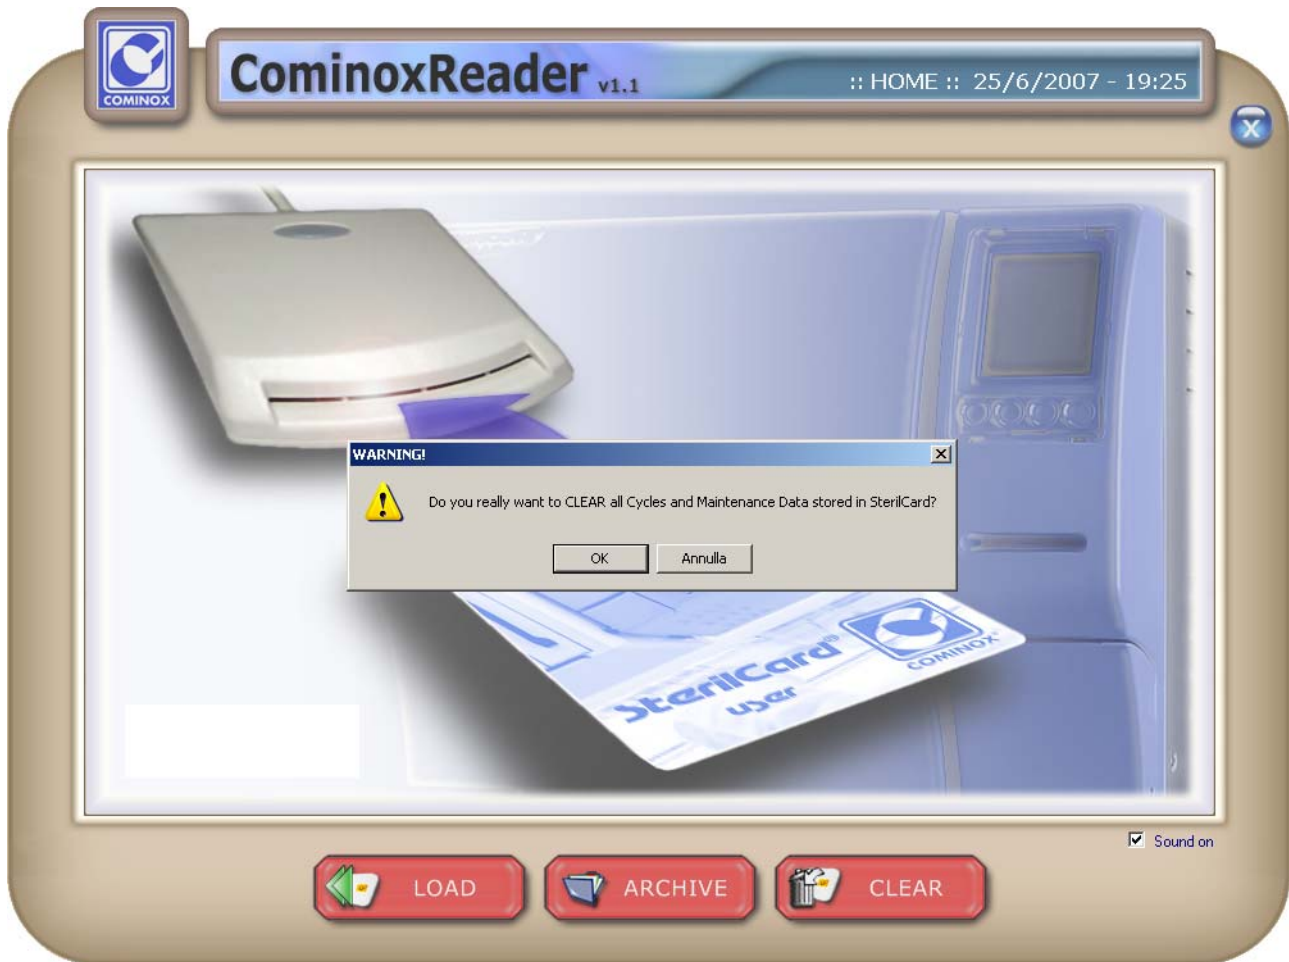 COMINOX
CominoxReader v1.1
:: HOME :: 25/6/2007 - 19:25
x
WARNING!
Do you really want to CLEAR all Cycles and Maintenance Data stored in SterilCard?
OK
Annulla
SterilCard®
user
COMINOX®
Sound on
LOAD
ARCHIVE
CLEAR